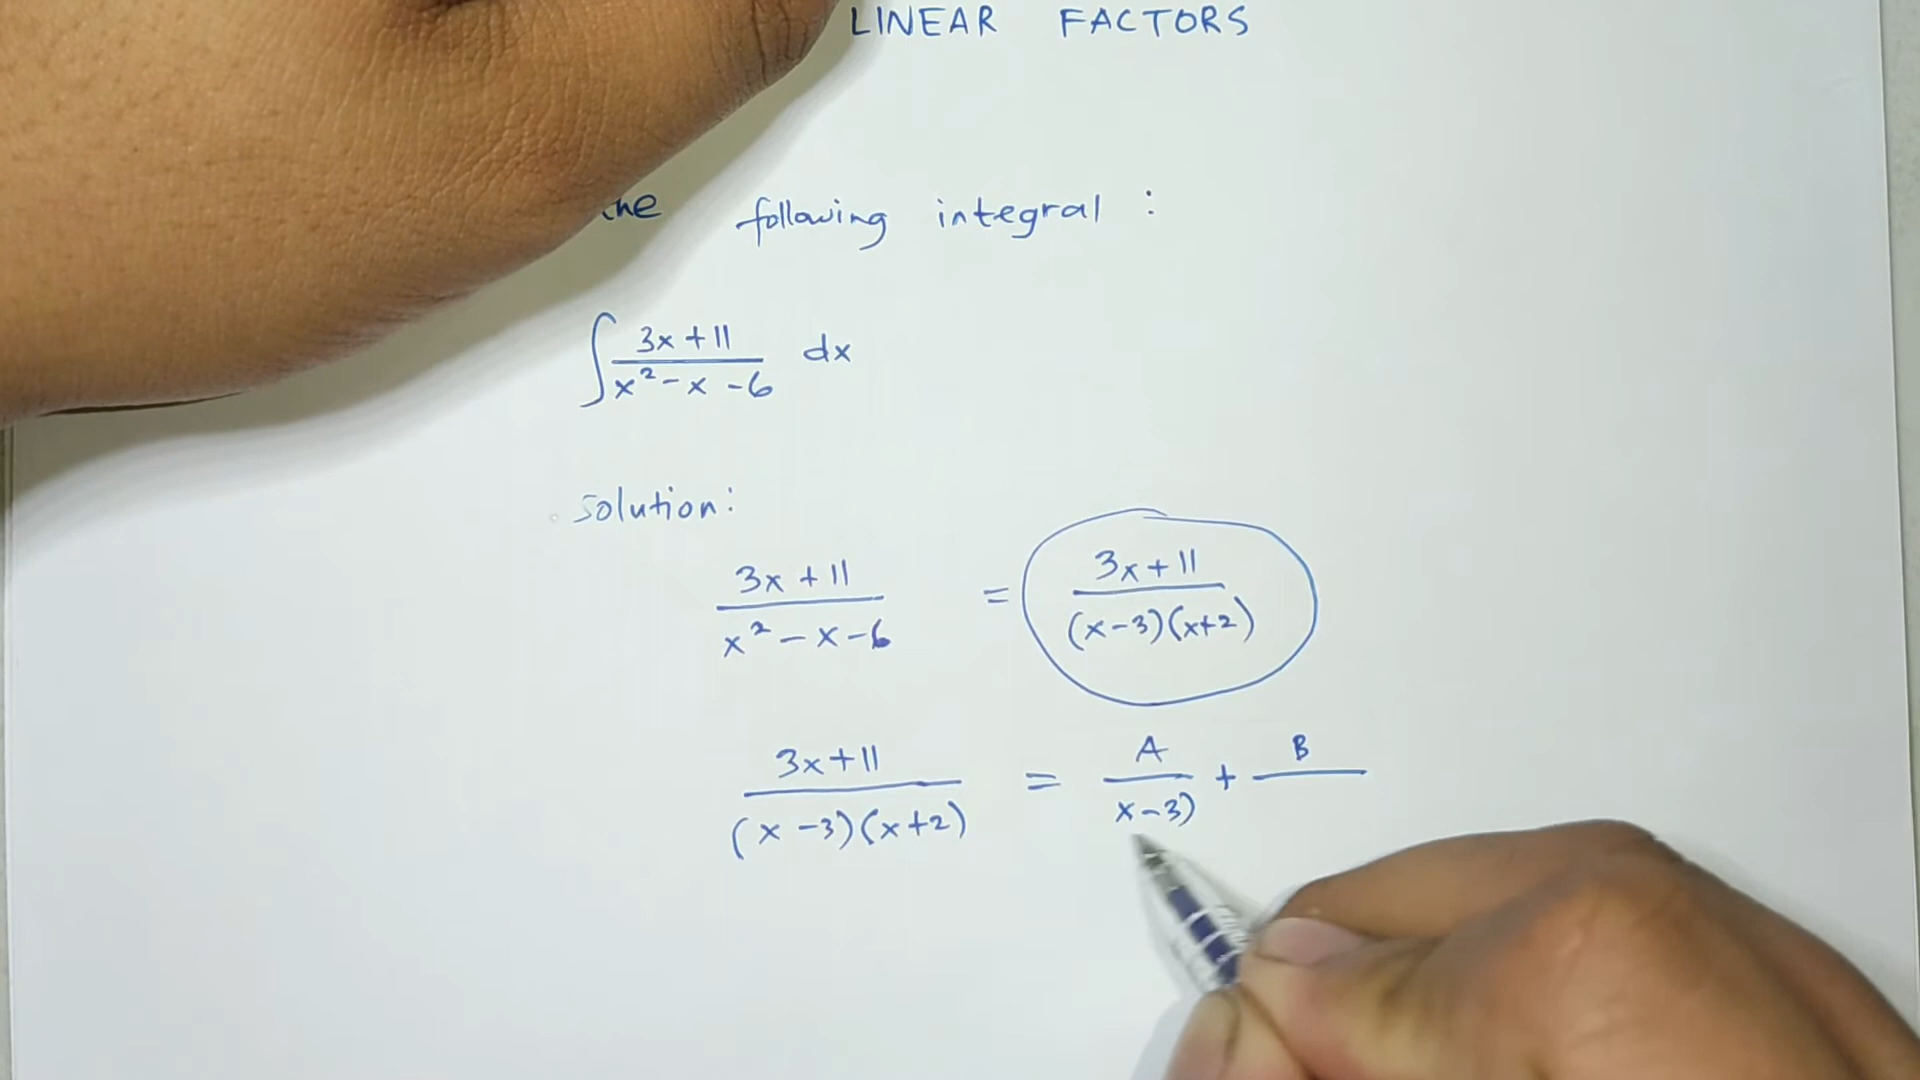 LINEAR FACTORS
following integral :
∫ 3x+11 / x²-x-6 dx
Solution:
3x+11 / x²-x-6 = 3x+11 / (x-3)(x+2)
3x+11 / (x-3)(x+2) = A / x-3) + B /